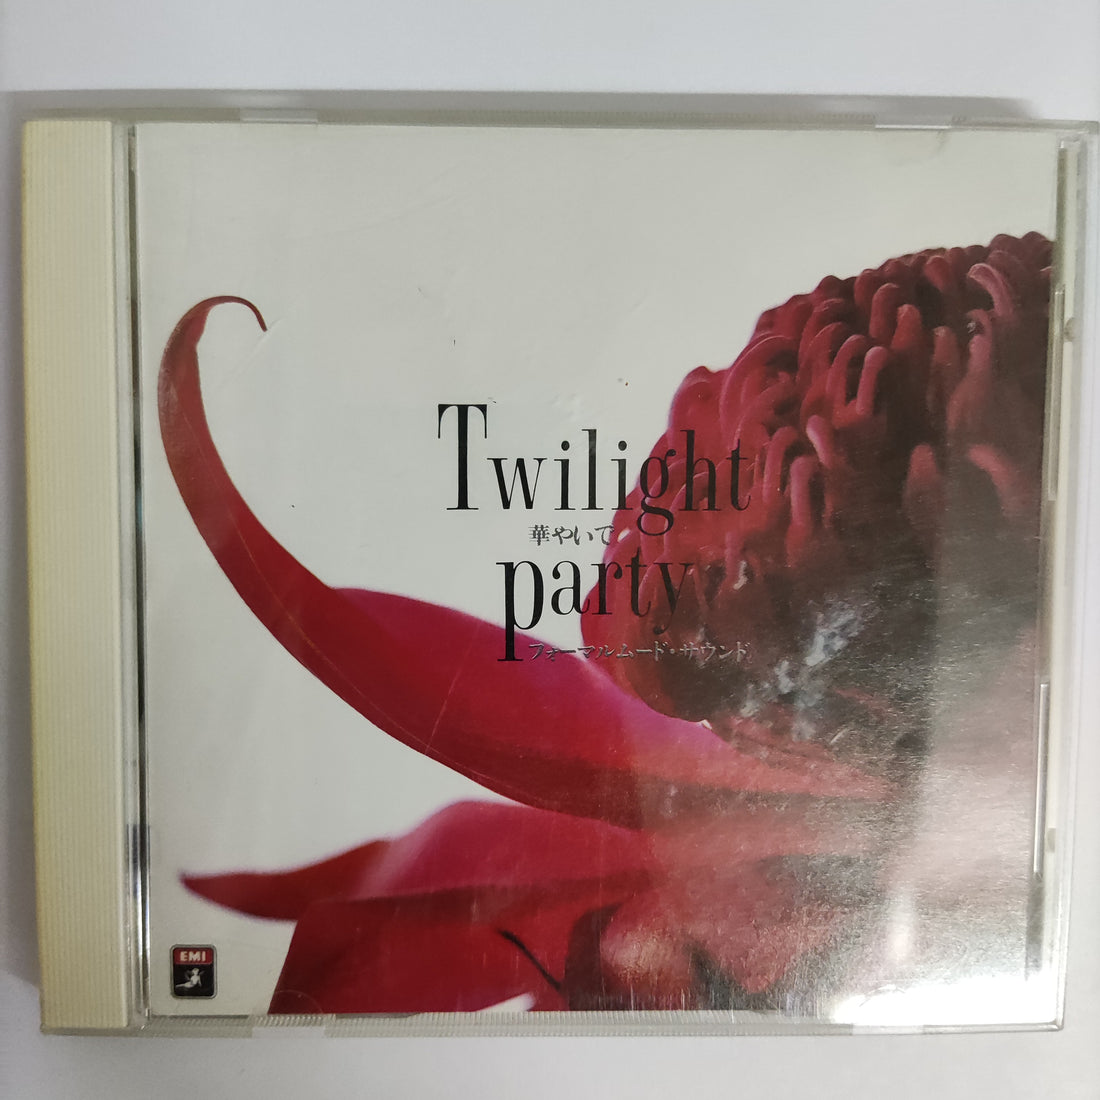 Twilight
華やいで
party
フォーマルムード・サウンド
EMI